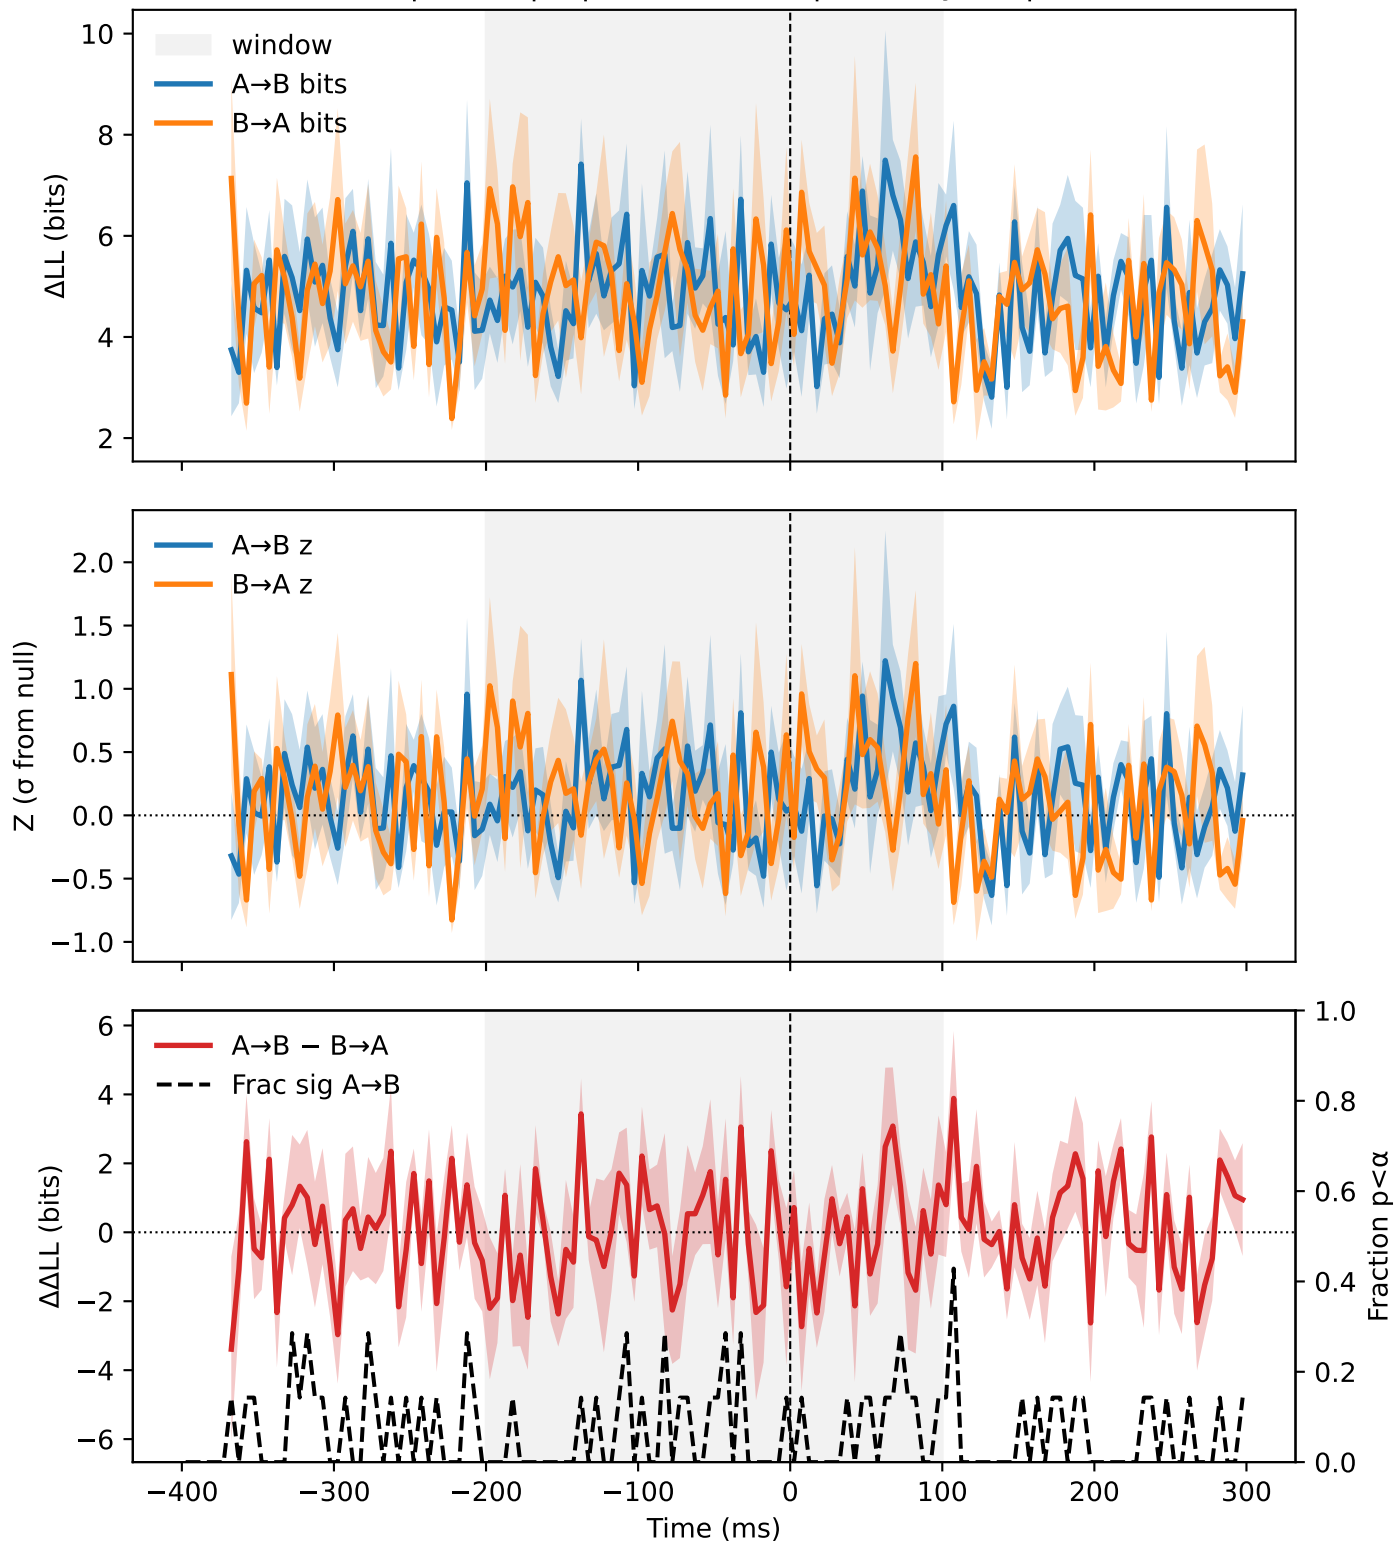 window
A→B bits
B→A bits
ΔLL (bits)
10
8
6
4
2
A→B z
B→A z
Z (σ from null)
2.0
1.5
1.0
0.5
0.0
−0.5
−1.0
A→B − B→A
Frac sig A→B
ΔΔLL (bits)
6
4
2
0
−2
−4
−6
1.0
0.8
0.6
0.4
0.2
0.0
Fraction p<α
−400
−300
−200
−100
0
100
200
300
Time (ms)